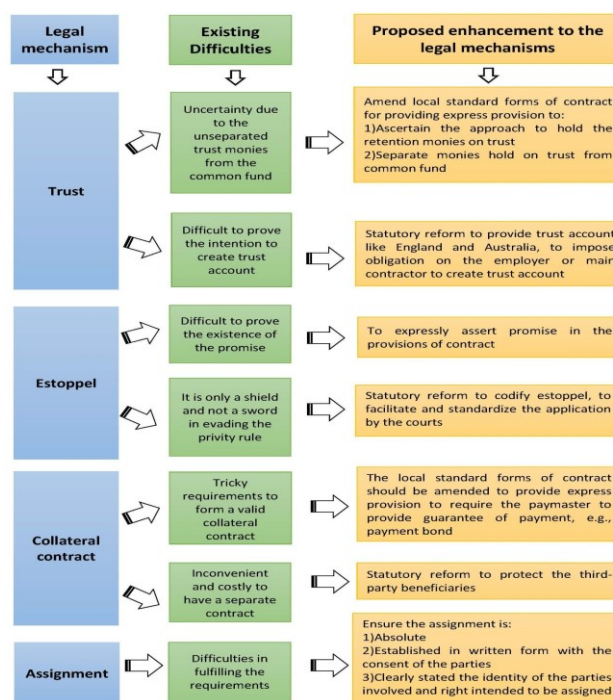 Legal
mechanism
Existing
Difficulties
Proposed enhancement to the
legal mechanisms
Trust
Uncertainty due to
the
unseparated
trust monies
from the
common fund
Amend local standard forms of contract
for providing express provision to:
1)Ascertain the approach to hold the
retention monies on trust
2)Separate monies hold on trust from
common fund
Difficult to prove
the intention to
create trust
account
Statutory reform to provide trust account
like England and Australia, to impose
obligation on the employer or main
contractor to create trust account
Estoppel
Difficult to prove
the existence of
the promise
To expressly assert promise in the
provisions of contract
It is only a shield
and not a sword
in evading the
privity rule
Statutory reform to codify estoppel, to
facilitate and standardize the application
by the courts
Collateral
contract
Tricky
requirements to
form a valid
collateral
contract
The local standard forms of contract
should be amended to provide express
provision to require the paymaster to
provide guarantee of payment, e.g.,
payment bond
Inconvenient
and costly to
have a separate
contract
Statutory reform to protect the third-
party beneficiaries
Assignment
Difficulties in
fulfilling the
requirements
Ensure the assignment is:
1)Absolute
2)Established in written form with the
consent of the parties
3)Clearly stated the identity of the parties
involved and right intended to be assigned